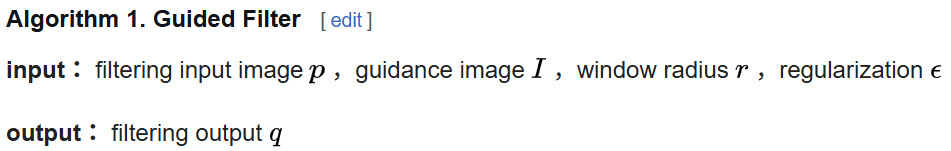 Algorithm 1. Guided Filter [ edit ]
input： filtering input image p ，guidance image I ，window radius r ，regularization ϵ
output： filtering output q